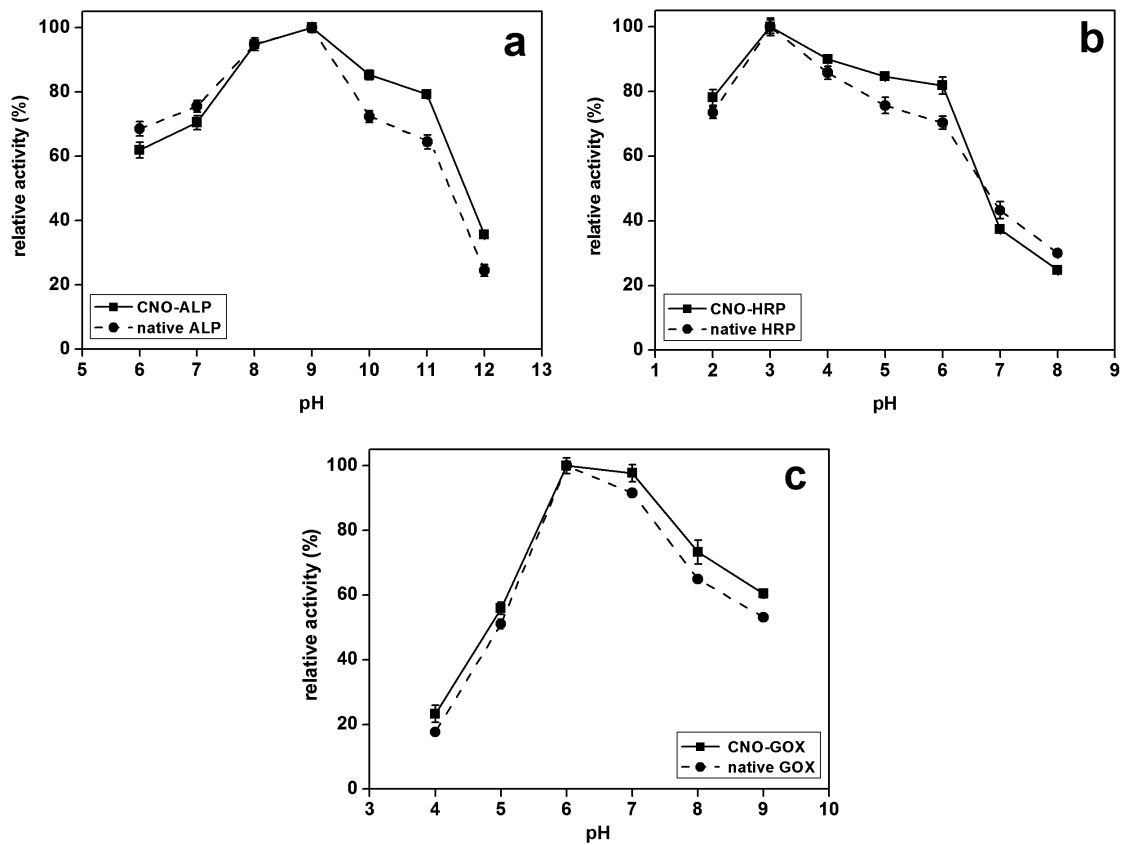 a
relative activity (%)
100
80
60
40
20
0
CNO-ALP
native ALP
5 6 7 8 9 10 11 12 13
pH
b
relative activity (%)
100
80
60
40
20
0
CNO-HRP
native HRP
1 2 3 4 5 6 7 8 9
pH
c
relative activity (%)
100
80
60
40
20
0
CNO-GOX
native GOX
3 4 5 6 7 8 9 10
pH